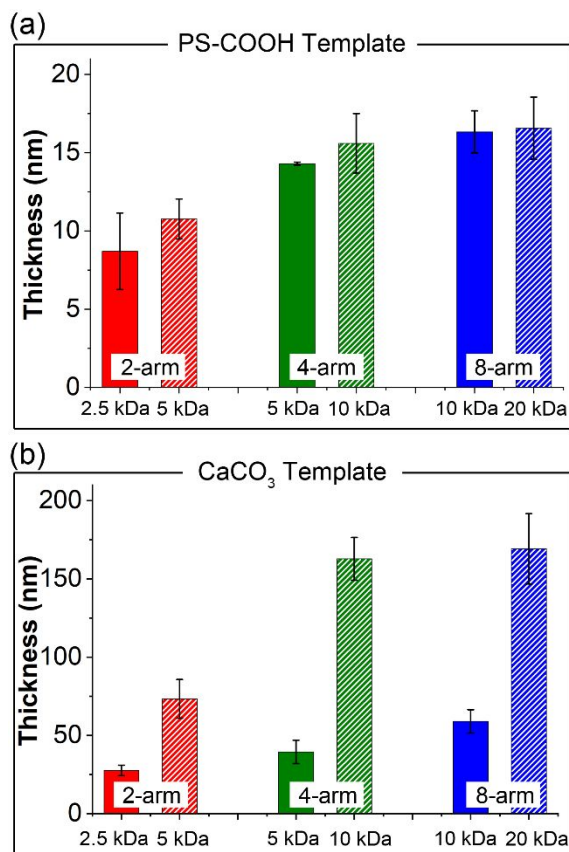 (a)
PS-COOH Template
Thickness (nm)
20
15
10
5
0
2-arm
4-arm
8-arm
2.5 kDa 5 kDa 5 kDa 10 kDa 10 kDa 20 kDa
(b)
CaCO₃ Template
Thickness (nm)
200
150
100
50
0
2-arm
4-arm
8-arm
2.5 kDa 5 kDa 5 kDa 10 kDa 10 kDa 20 kDa